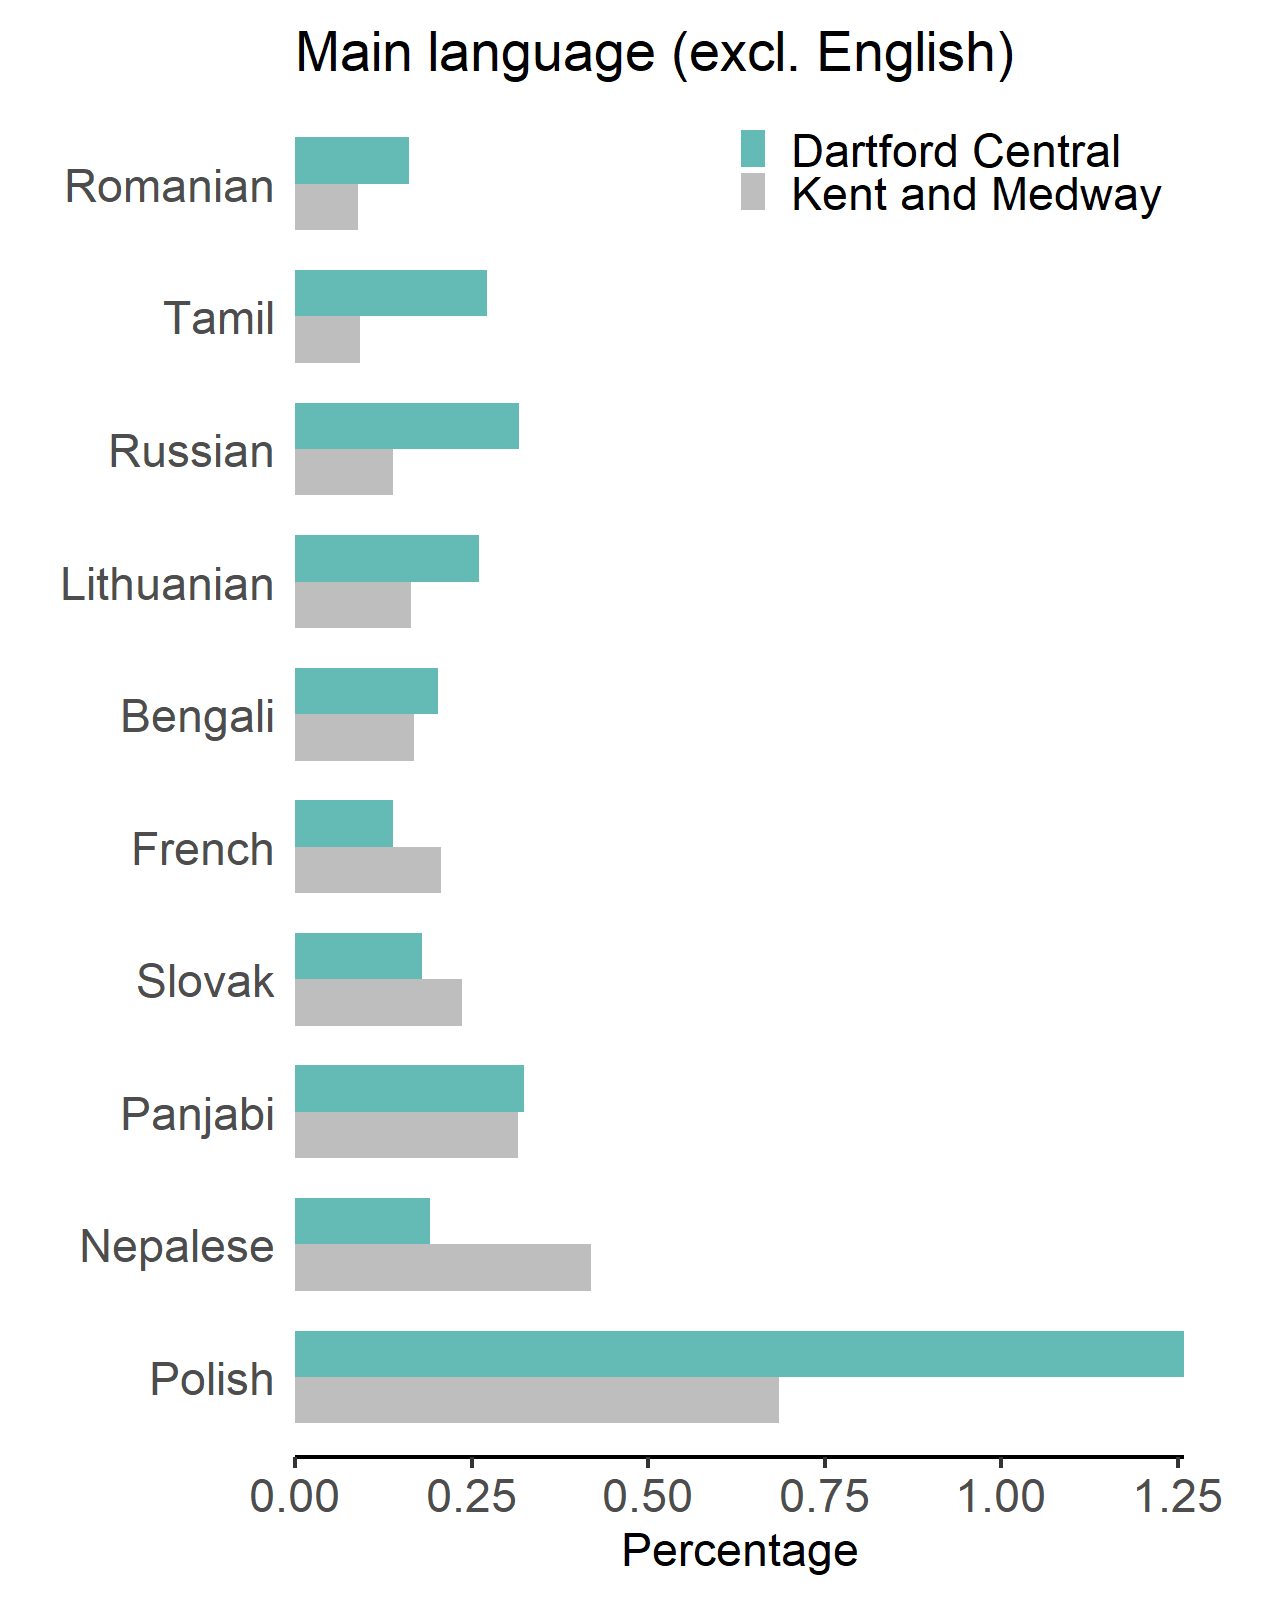 Main language (excl. English)
Dartford Central
Kent and Medway
Romanian
Tamil
Russian
Lithuanian
Bengali
French
Slovak
Panjabi
Nepalese
Polish
0.00 0.25 0.50 0.75 1.00 1.25
Percentage